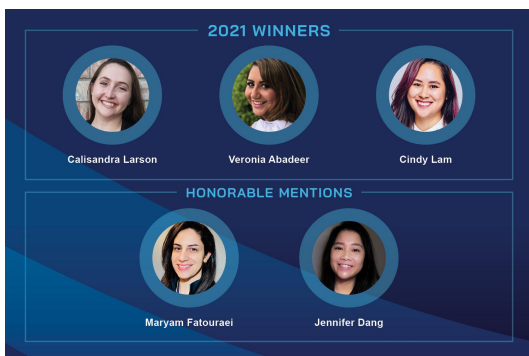 2021 WINNERS
Calisandra Larson
Veronia Abadeer
Cindy Lam
HONORABLE MENTIONS
Maryam Fatouraei
Jennifer Dang